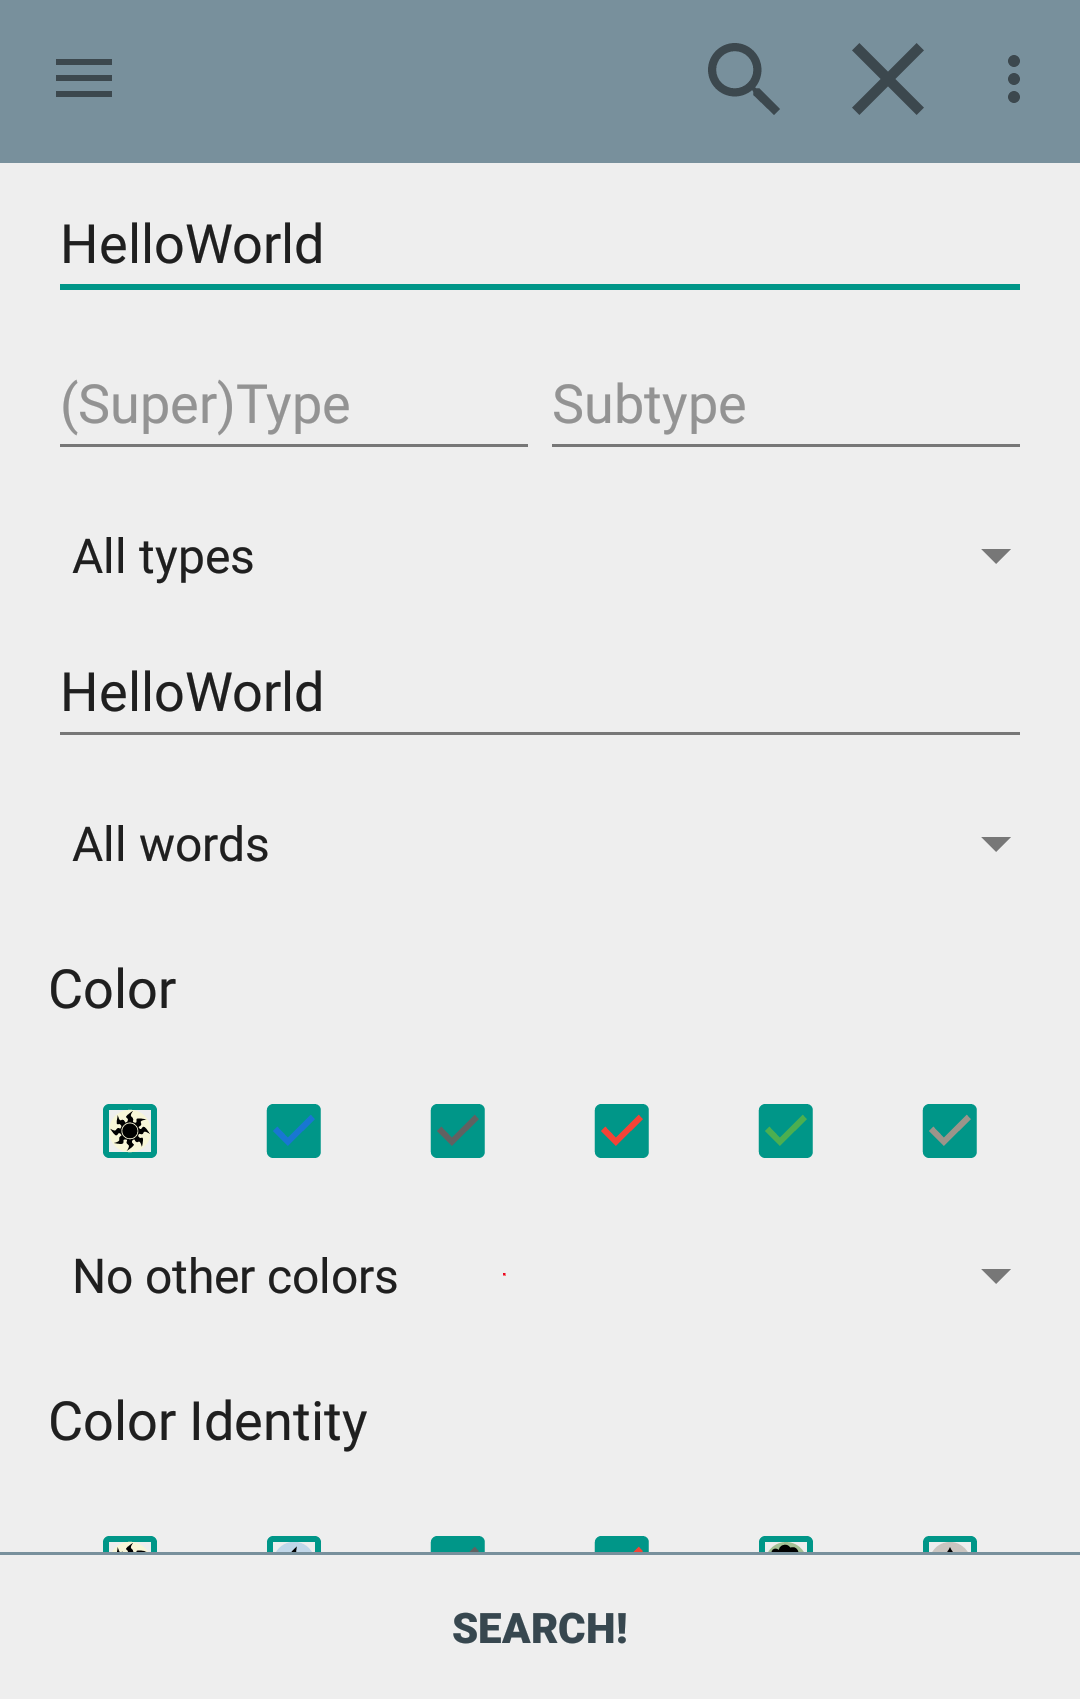 HelloWorld
(Super)Type Subtype
All types
HelloWorld
All words
Color
No other colors
Color Identity
SEARCH!